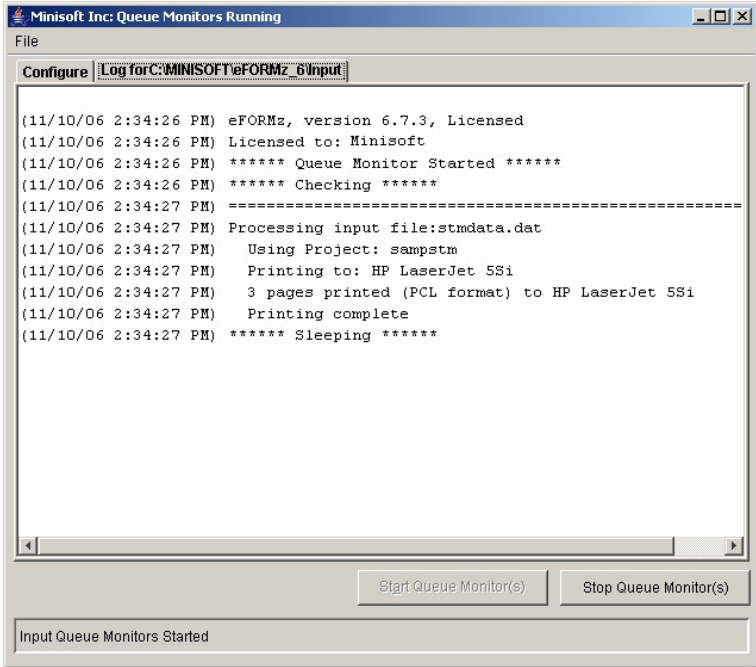 Minisoft Inc: Queue Monitors Running
File
Configure Log forC:\MINISOFT\eFORMz_6\Input
(11/10/06 2:34:26 PM) eFORMz, version 6.7.3, Licensed
(11/10/06 2:34:26 PM) Licensed to: Minisoft
(11/10/06 2:34:26 PM) ****** Queue Monitor Started ******
(11/10/06 2:34:26 PM) ****** Checking ******
(11/10/06 2:34:27 PM) =======================================================
(11/10/06 2:34:27 PM) Processing input file:stmdata.dat
(11/10/06 2:34:27 PM) Using Project: sampstm
(11/10/06 2:34:27 PM) Printing to: HP LaserJet 5Si
(11/10/06 2:34:27 PM) 3 pages printed (PCL format) to HP LaserJet 5Si
(11/10/06 2:34:27 PM) Printing complete
(11/10/06 2:34:27 PM) ****** Sleeping ******
Start Queue Monitor(s) Stop Queue Monitor(s)
Input Queue Monitors Started